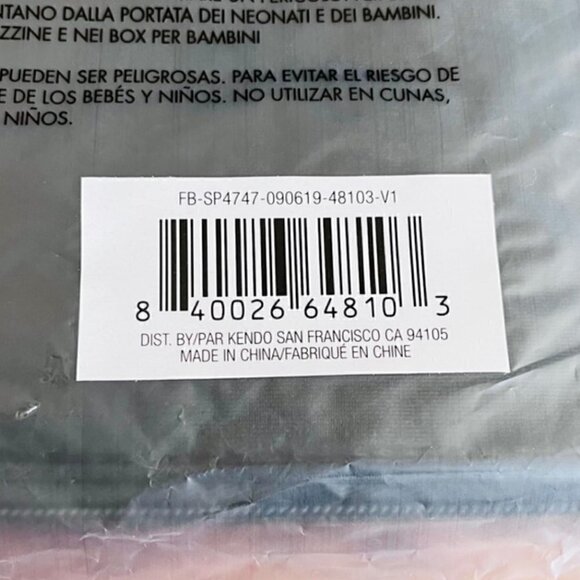 NTANO DALLA PORTATA DEI NEONATI E DEI BAMBINI.
ZZINE E NEI BOX PER BAMBINI
PUEDEN SER PELIGROSAS. PARA EVITAR EL RIESGO DE
E DE LOS BEBÉS Y NIÑOS. NO UTILIZAR EN CUNAS,
NIÑOS.
FB-SP4747-090619-48103-V1
8 40026 64810 3
DIST. BY/PAR KENDO SAN FRANCISCO CA 94105
MADE IN CHINA/FABRIQUÉ EN CHINE